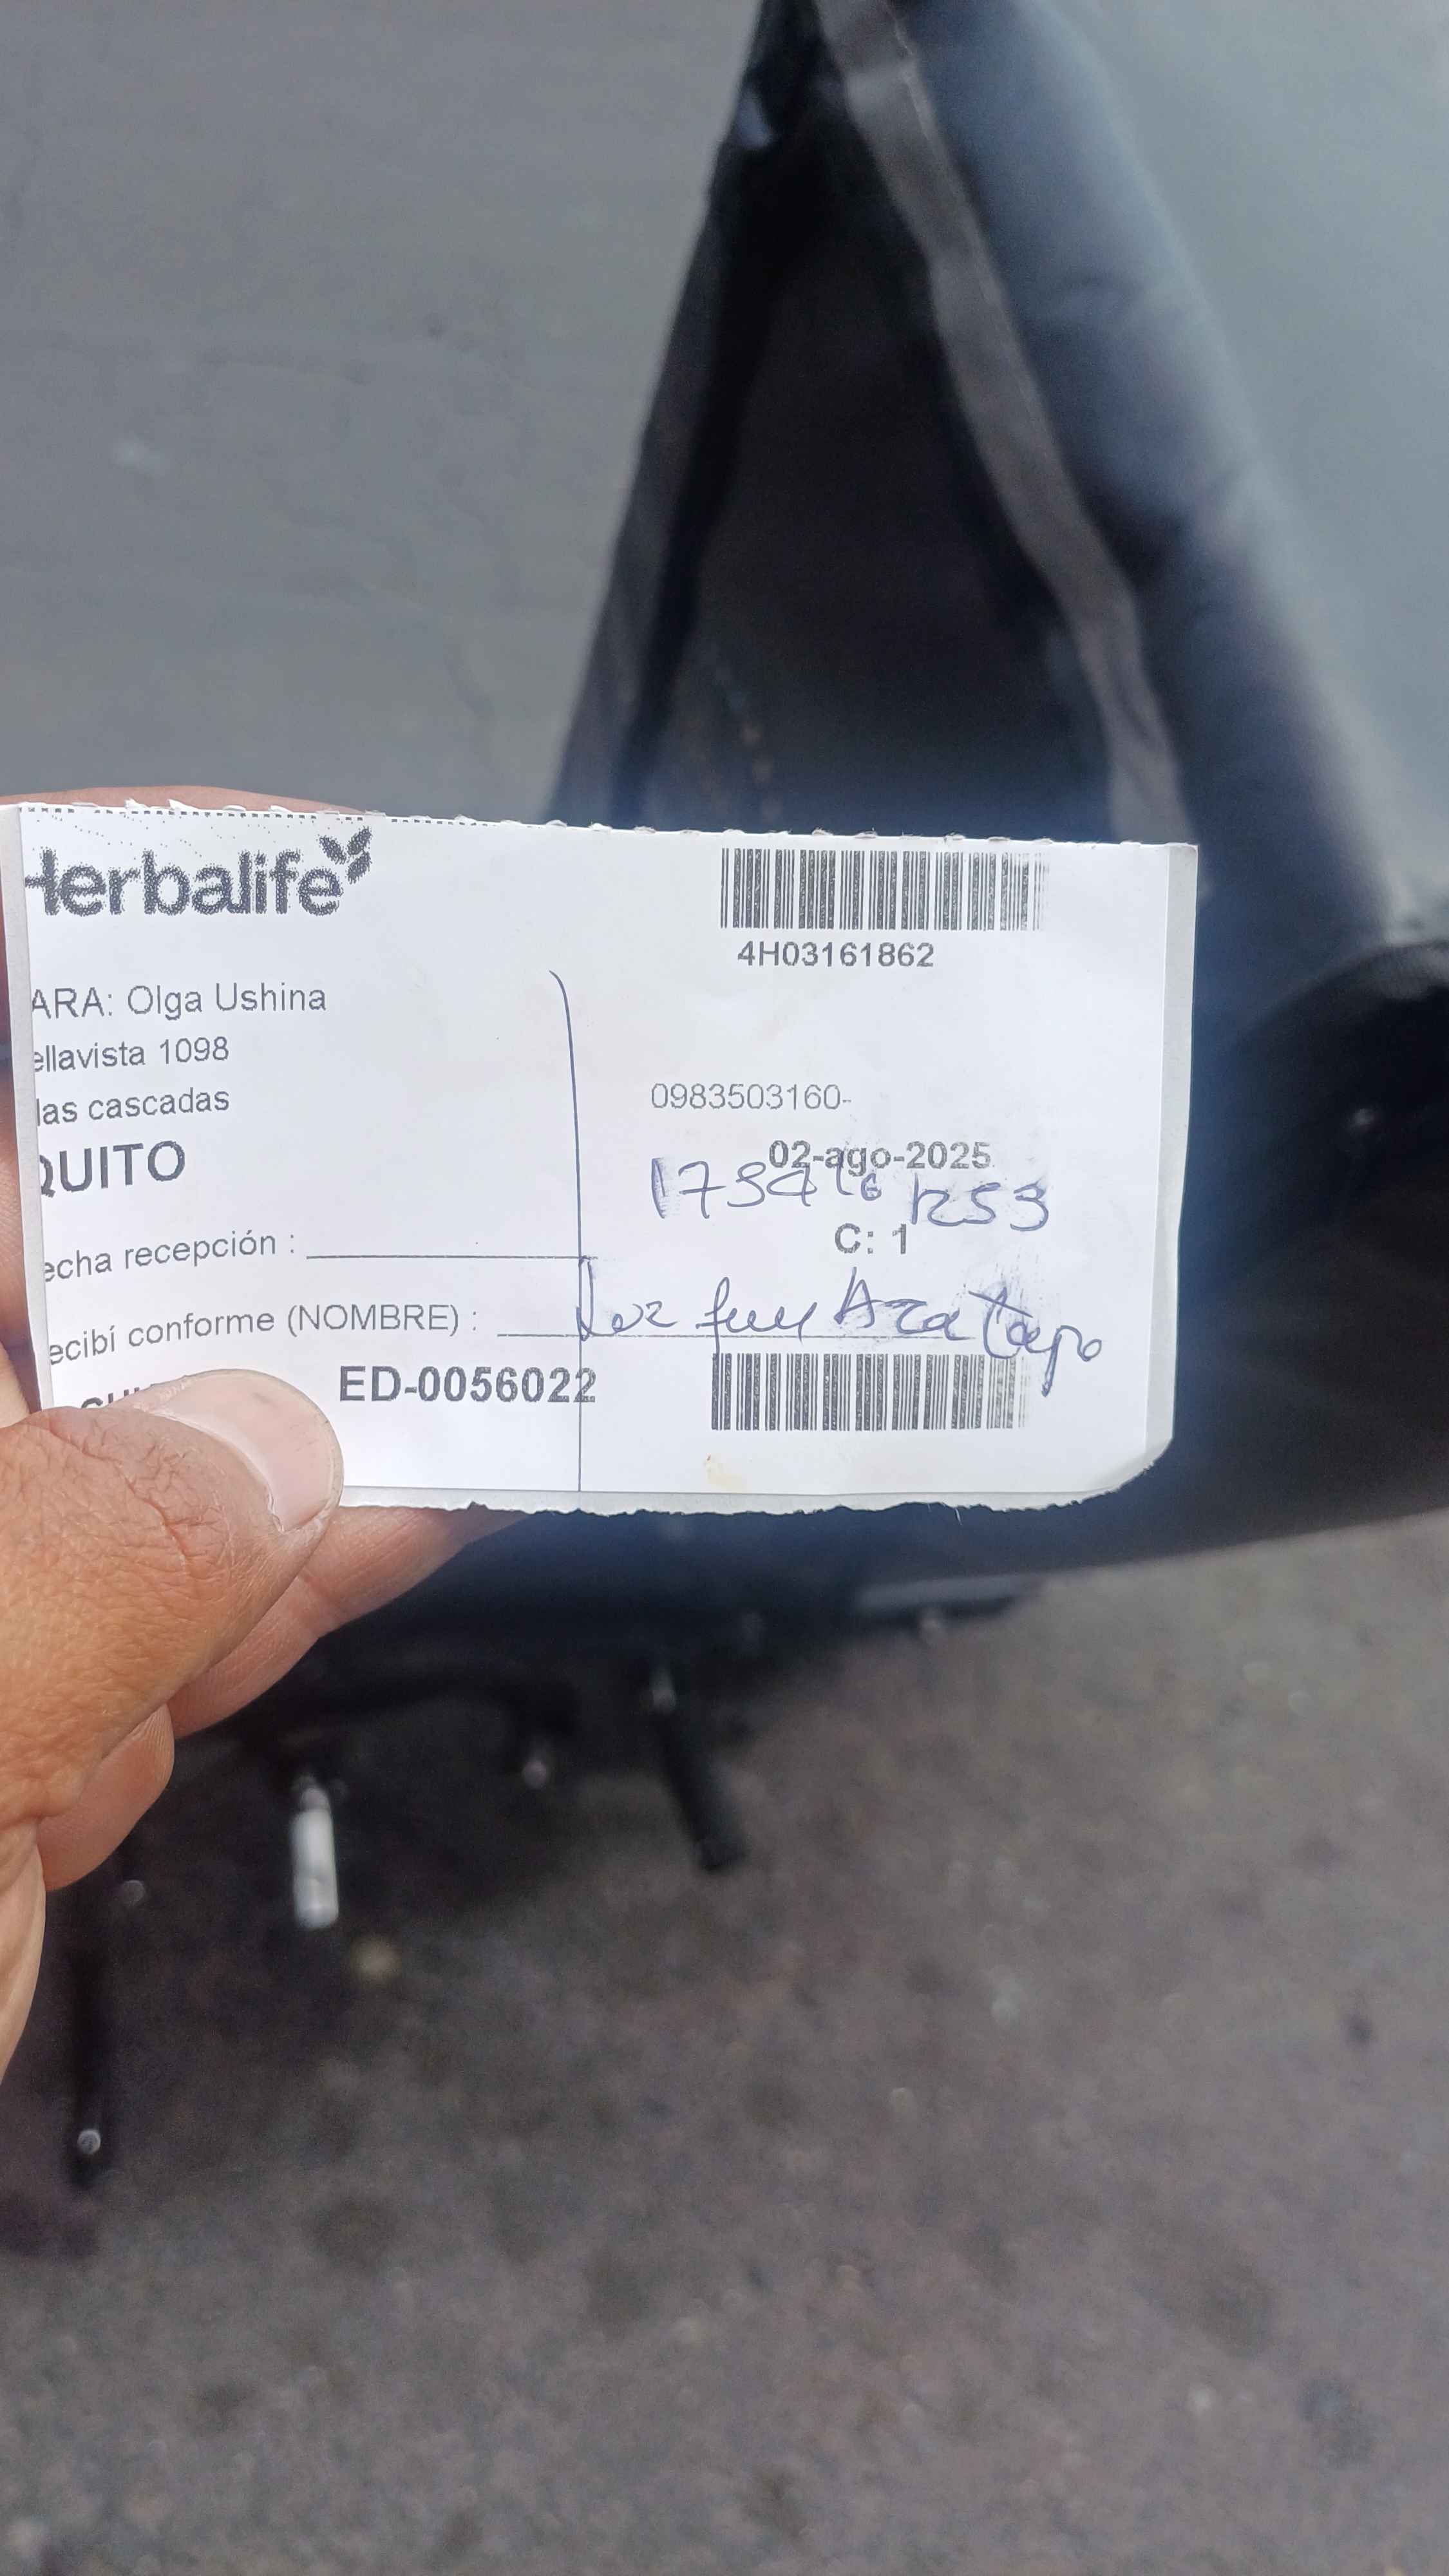 Herbalife
4H03161862
ARA: Olga Ushina
ellavista 1098
las cascadas
0983503160-
QUITO
02-ago-2025
C: 1
echa recepción :
ecibí conforme (NOMBRE) :
ED-0056022